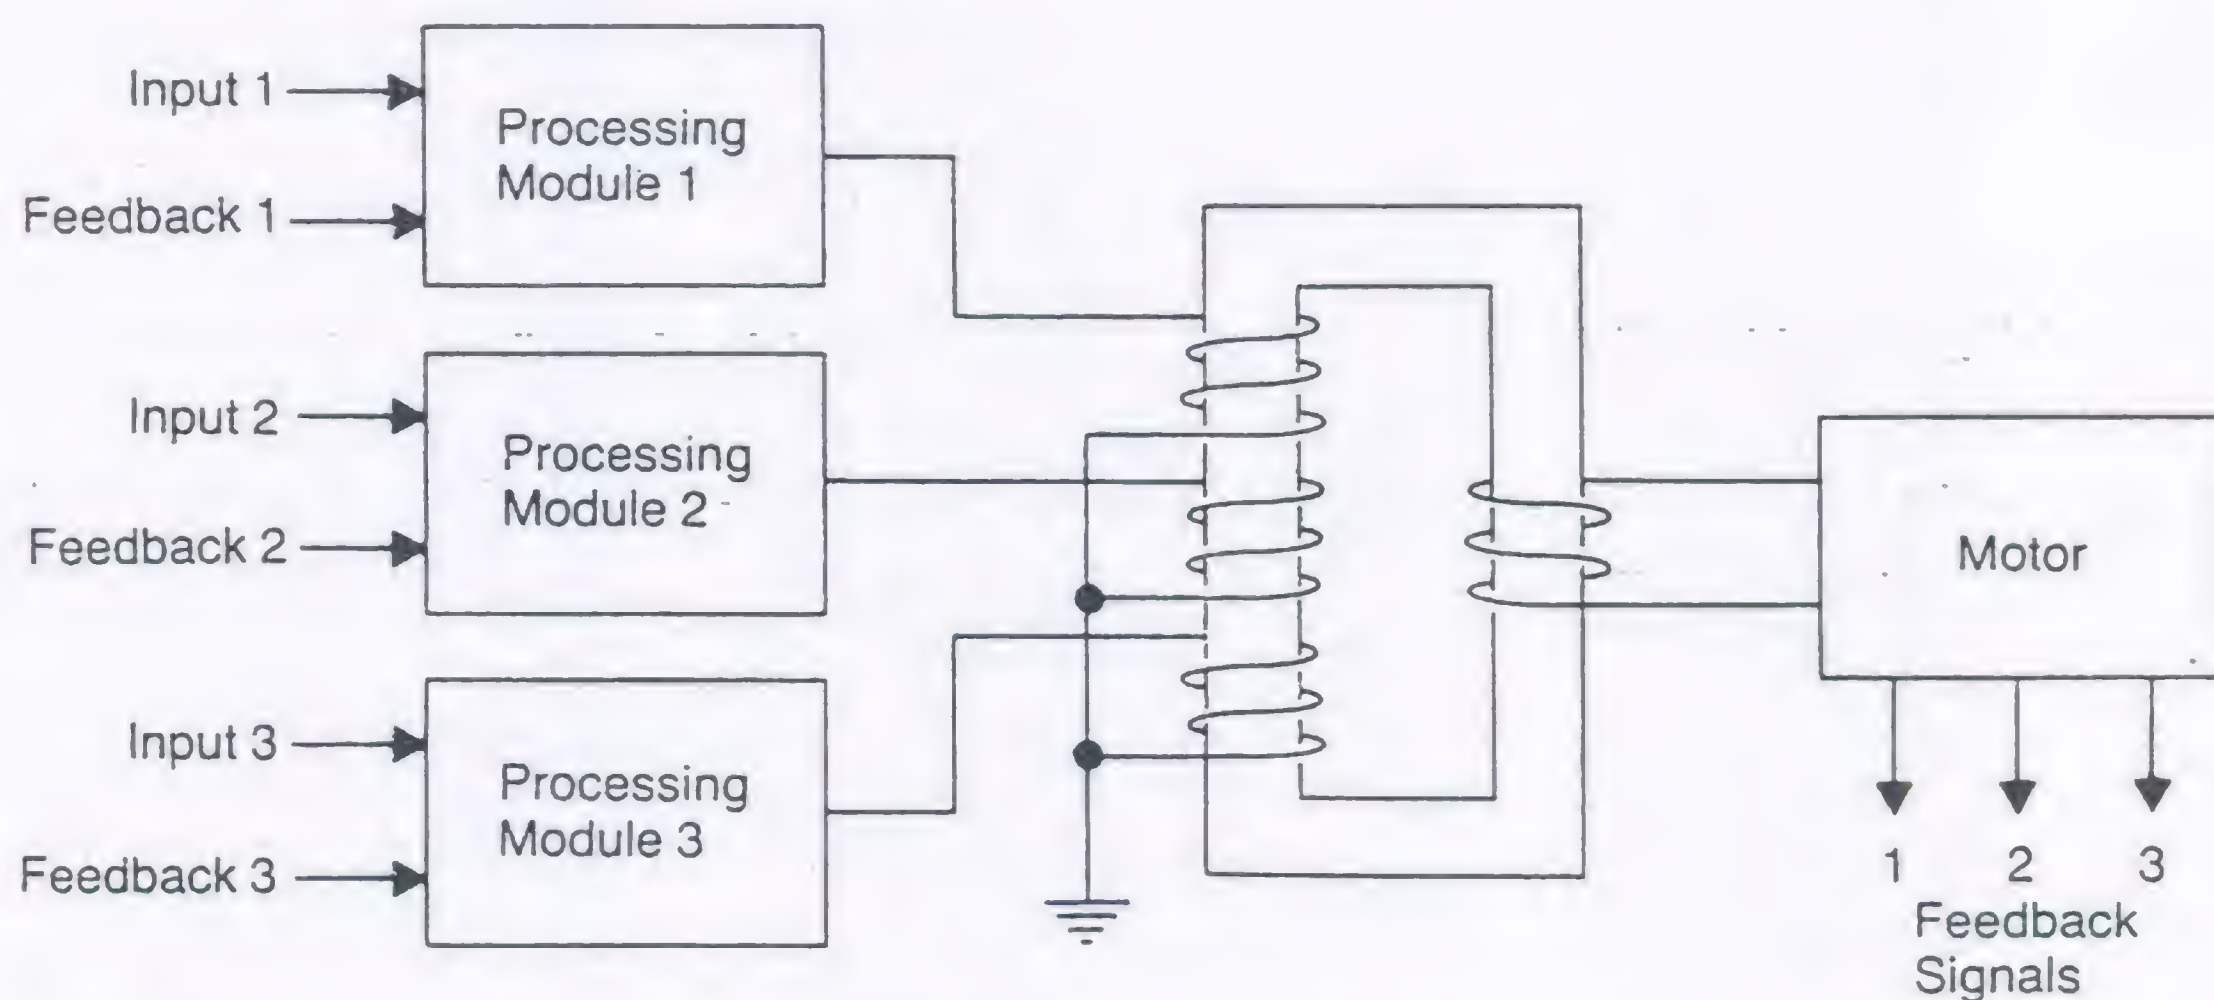 Input 1
Feedback 1
Processing
Module 1
Input 2
Feedback 2
Processing
Module 2
Input 3
Feedback 3
Processing
Module 3
Motor
1 2 3
Feedback
Signals